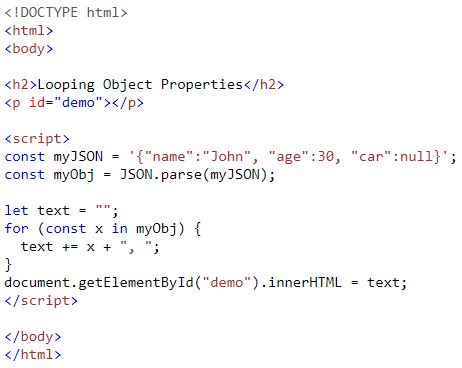 <!DOCTYPE html>
<html>
<body>
<h2>Looping Object Properties</h2>
<p id="demo"></p>
<script>
const myJSON = '{"name":"John", "age":30, "car":null}';
const myObj = JSON.parse(myJSON);
let text = "";
for (const x in myObj) {
  text += x + ", ";
}
document.getElementById("demo").innerHTML = text;
</script>
</body>
</html>